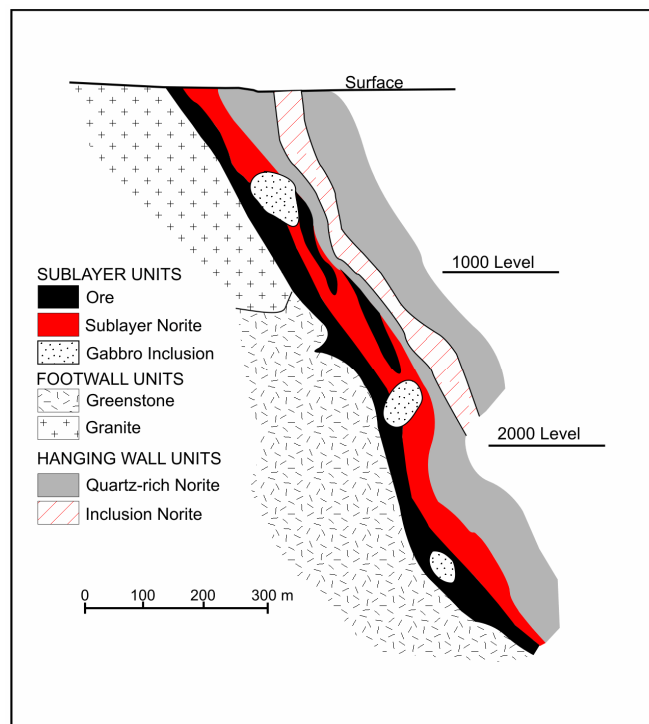 Surface
1000 Level
SUBLAYER UNITS
Ore
Sublayer Norite
Gabbro Inclusion
FOOTWALL UNITS
Greenstone
Granite
2000 Level
HANGING WALL UNITS
Quartz-rich Norite
Inclusion Norite
0 100 200 300 m